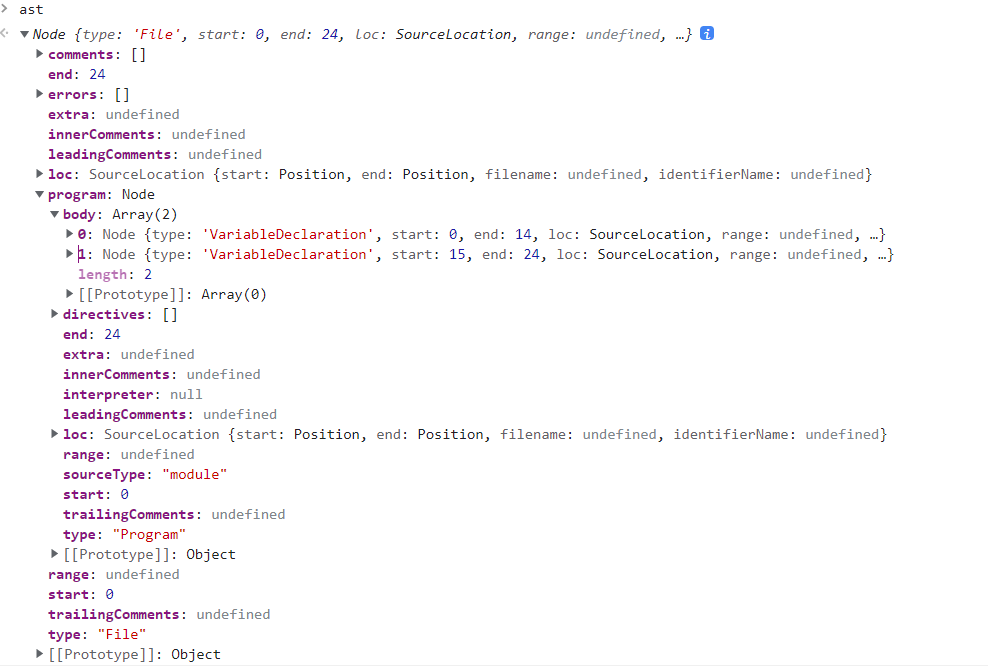 ast
Node {type: 'File', start: 0, end: 24, loc: SourceLocation, range: undefined, …} i
comments: []
end: 24
errors: []
extra: undefined
innerComments: undefined
leadingComments: undefined
loc: SourceLocation {start: Position, end: Position, filename: undefined, identifierName: undefined}
program: Node
body: Array(2)
0: Node {type: 'VariableDeclaration', start: 0, end: 14, loc: SourceLocation, range: undefined, …}
1: Node {type: 'VariableDeclaration', start: 15, end: 24, loc: SourceLocation, range: undefined, …}
length: 2
[[Prototype]]: Array(0)
directives: []
end: 24
extra: undefined
innerComments: undefined
interpreter: null
leadingComments: undefined
loc: SourceLocation {start: Position, end: Position, filename: undefined, identifierName: undefined}
range: undefined
sourceType: "module"
start: 0
trailingComments: undefined
type: "Program"
[[Prototype]]: Object
range: undefined
start: 0
trailingComments: undefined
type: "File"
[[Prototype]]: Object